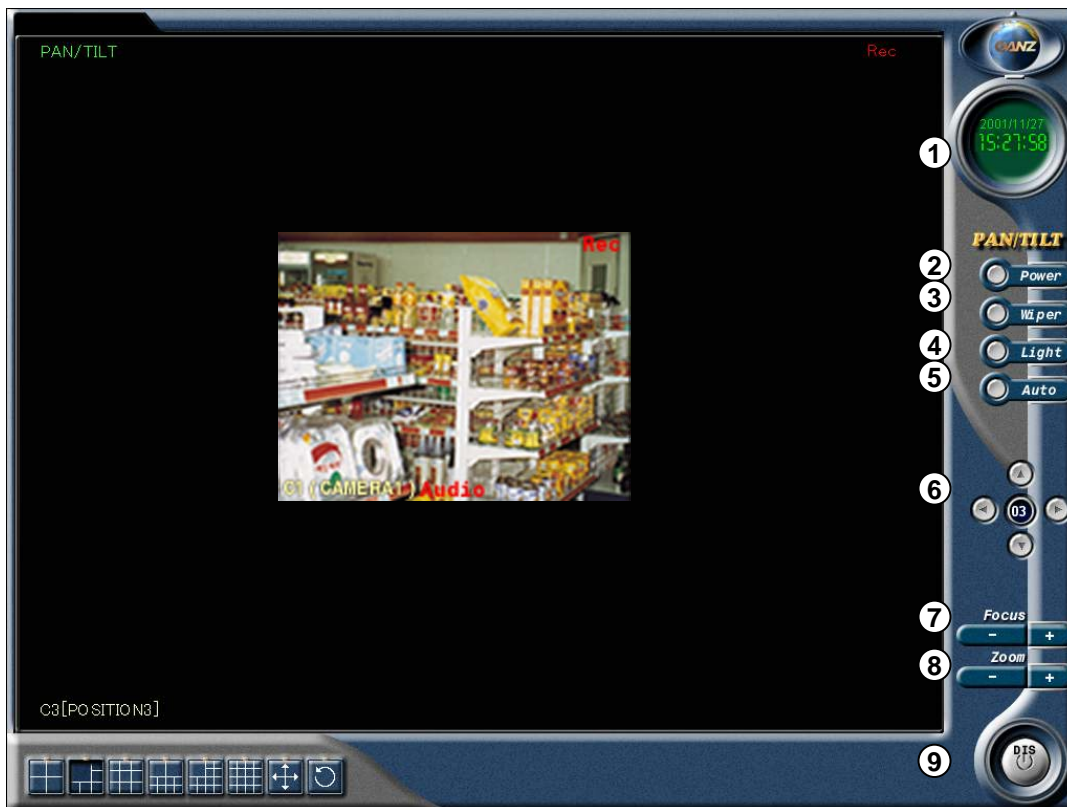 PAN/TILT
Rec
GANZ
2001/11/27
15:27:58
1
PAN/TILT
2
Power
3
Wiper
4
Light
5
Auto
Rec
C1 ( CAMERA1 ) Audio
6
03
7
Focus
- +
8
Zoom
- +
C3[POSITION3]
9
DIS